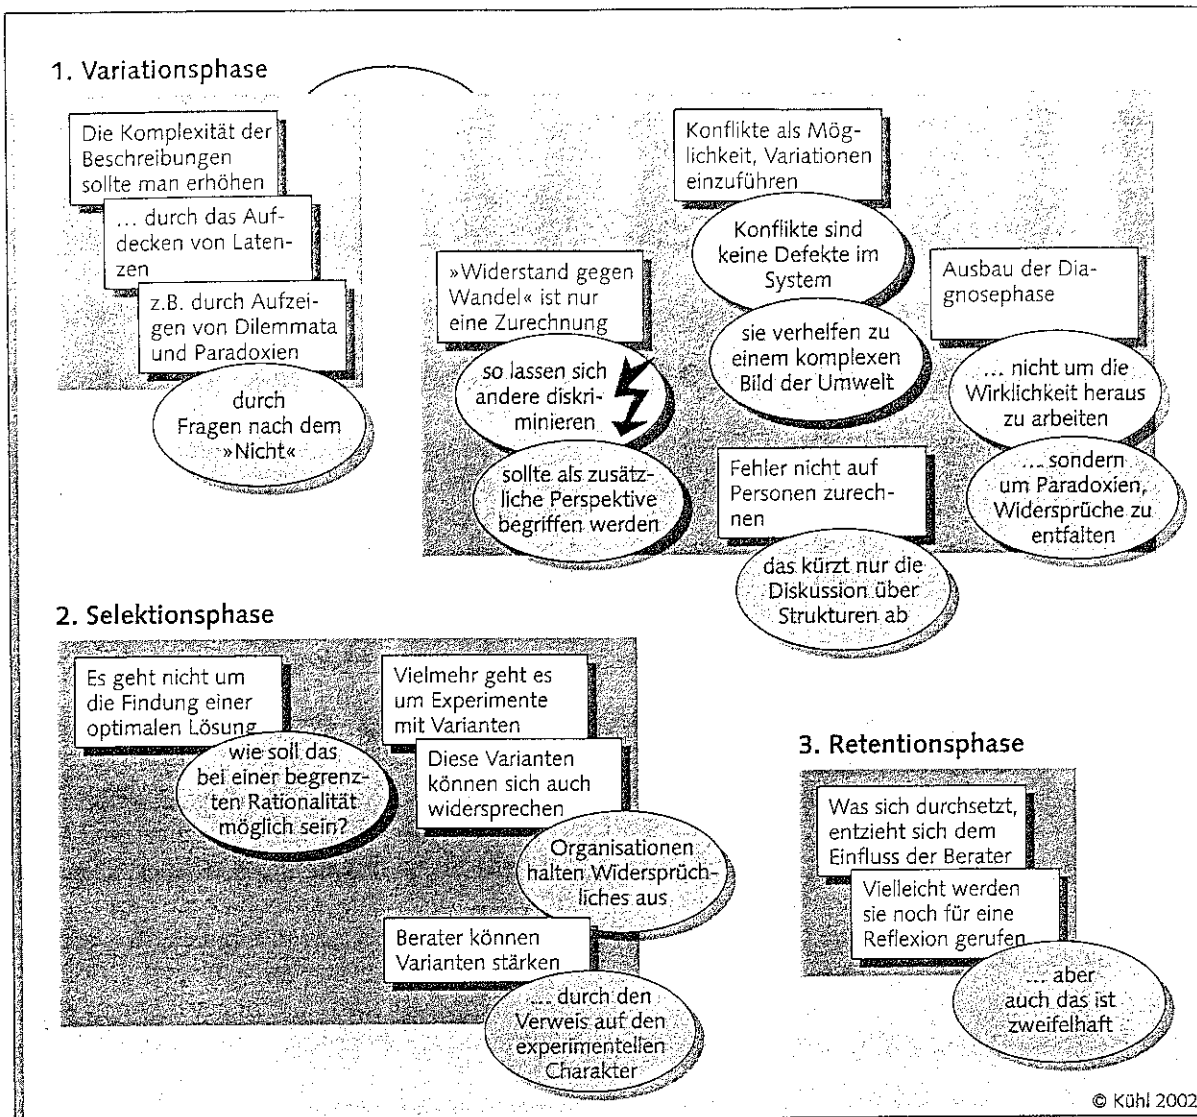 1. Variationsphase
Die Komplexität der
Beschreibungen
sollte man erhöhen
... durch das Auf-
decken von Laten-
zen
z.B. durch Aufzei-
gen von Dilemmata
und Paradoxien
durch
Fragen nach dem
»Nicht«
»Widerstand gegen
Wandel« ist nur
eine Zurechnung
so lassen sich
andere diskri-
minieren
sollte als zusätz-
liche Perspektive
begriffen werden
Konflikte als Mög-
lichkeit, Variationen
einzuführen
Konflikte sind
keine Defekte im
System
sie verhelfen zu
einem komplexen
Bild der Umwelt
Fehler nicht auf
Personen zurech-
nen
das kürzt nur die
Diskussion über
Strukturen ab
Ausbau der Dia-
gnosephase
... nicht um die
Wirklichkeit heraus
zu arbeiten
... sondern
um Paradoxien,
Widersprüche zu
entfalten
2. Selektionsphase
Es geht nicht um
die Findung einer
optimalen Lösung
wie soll das
bei einer begrenz-
ten Rationalität
möglich sein?
Vielmehr geht es
um Experimente
mit Varianten
Diese Varianten
können sich auch
widersprechen
Organisationen
halten Widersprüch-
liches aus
Berater können
Varianten stärken
... durch den
Verweis auf den
experimentellen
Charakter
3. Retentionsphase
Was sich durchsetzt,
entzieht sich dem
Einfluss der Berater
Vielleicht werden
sie noch für eine
Reflexion gerufen
... aber
auch das ist
zweifelhaft
© Kühl 2002